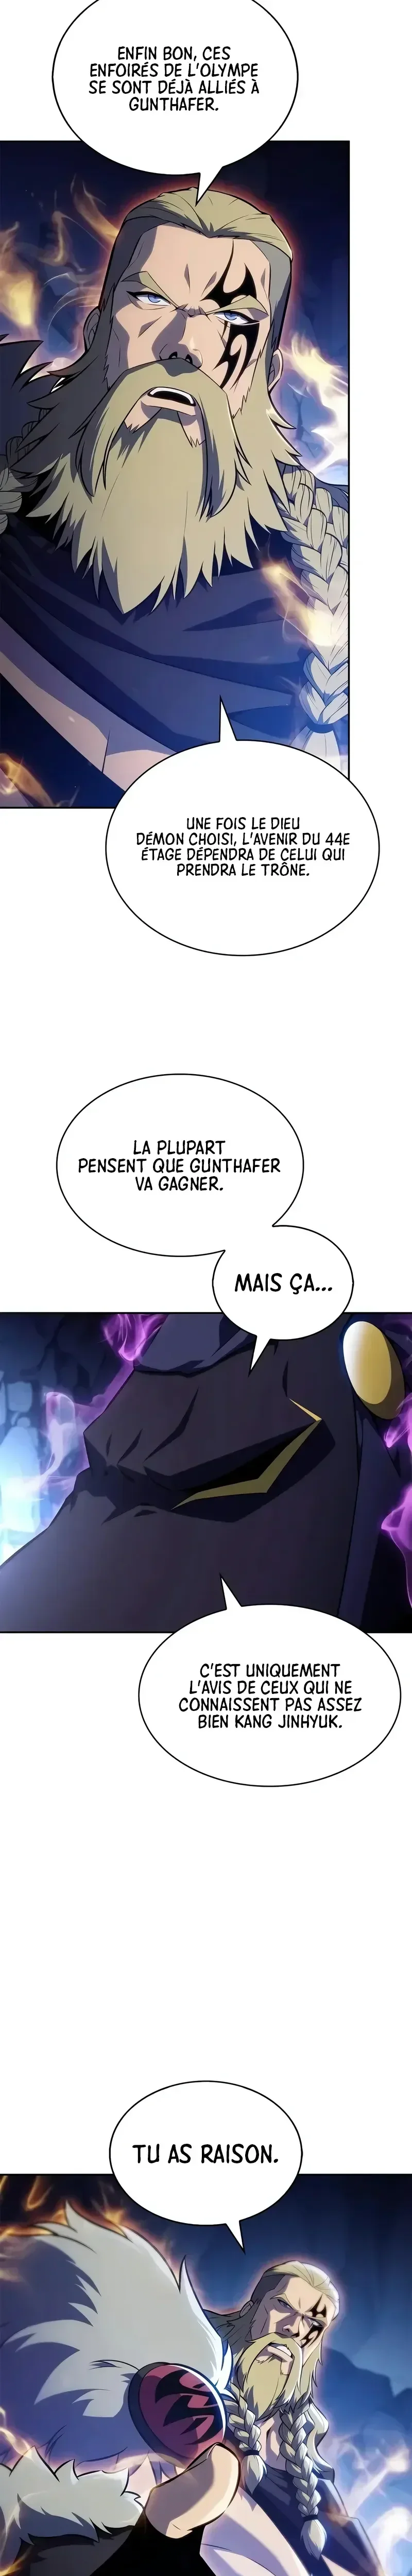 ENFIN BON, CES
ENFOIRÉS DE L'OLYMPE
SE SONT DÉJÀ ALLIÉS À
GUNTHAFER.
UNE FOIS LE DIEU
DÉMON CHOISI, L'AVENIR DU 44E
ÉTAGE DÉPENDRA DE CELUI QUI
PRENDRA LE TRÔNE.
LA PLUPART
PENSENT QUE GUNTHAFER
VA GAGNER.
MAIS ÇA...
C'EST UNIQUEMENT
L'AVIS DE CEUX QUI NE
CONNAISSENT PAS ASSEZ
BIEN KANG JINHYUK.
TU AS RAISON.